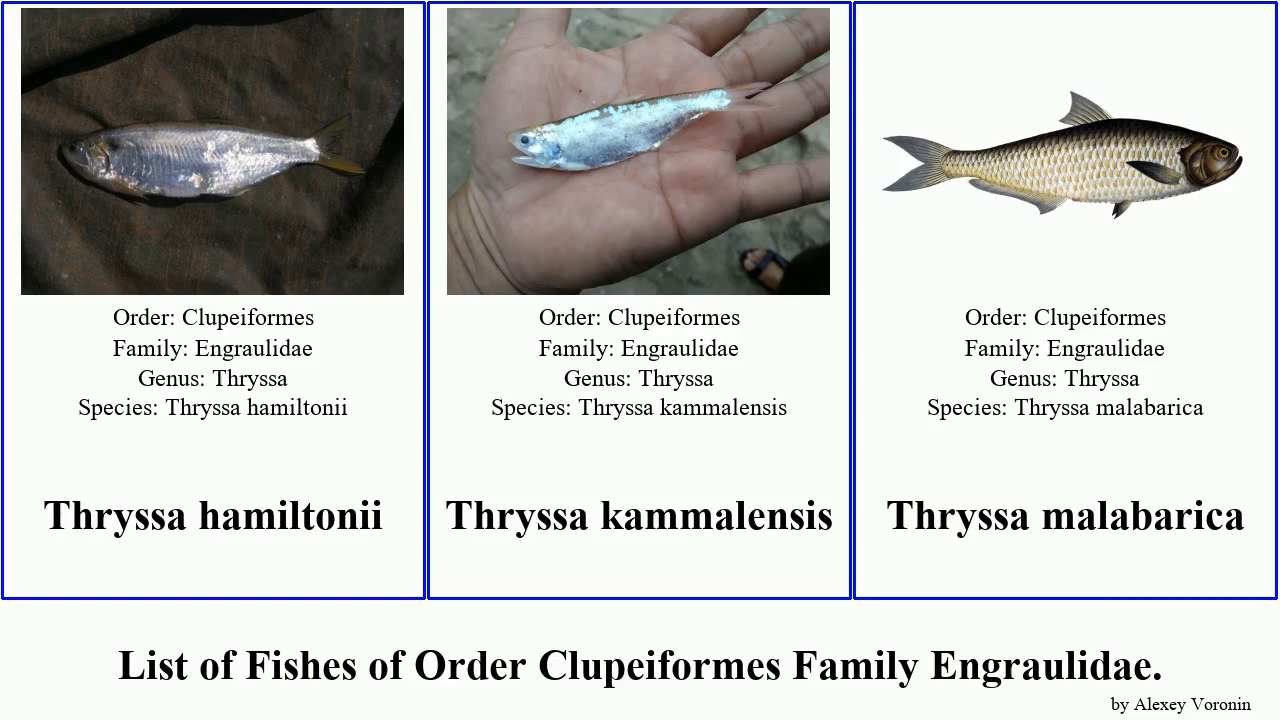 Order: Clupeiformes
Family: Engraulidae
Genus: Thryssa
Species: Thryssa hamiltonii
Thryssa hamiltonii
Order: Clupeiformes
Family: Engraulidae
Genus: Thryssa
Species: Thryssa kammalensis
Thryssa kammalensis
Order: Clupeiformes
Family: Engraulidae
Genus: Thryssa
Species: Thryssa malabarica
Thryssa malabarica
List of Fishes of Order Clupeiformes Family Engraulidae.
by Alexey Voronin